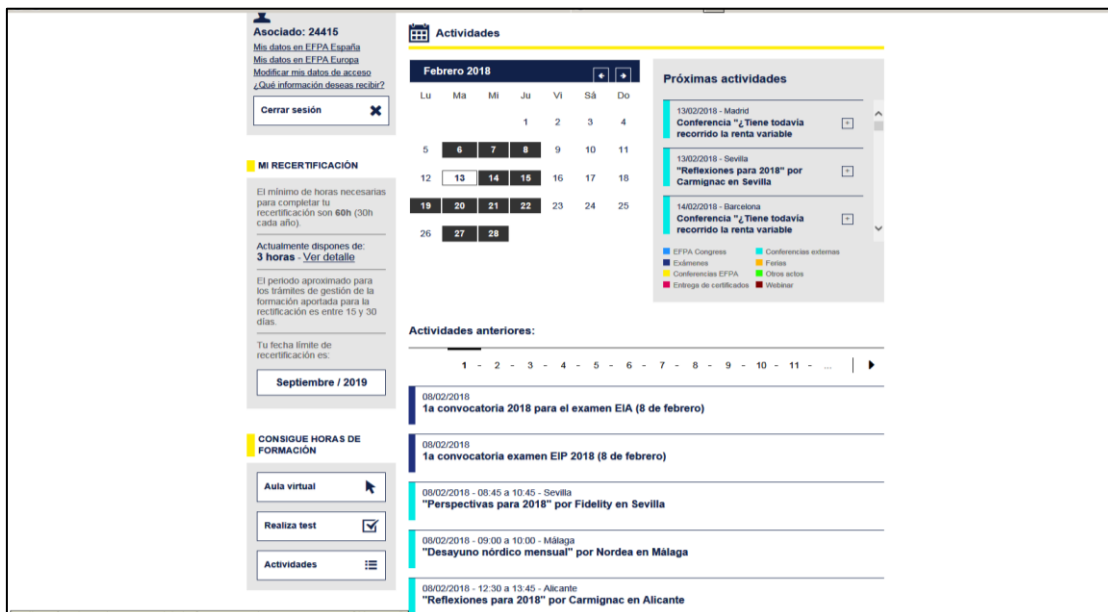 Asociado: 24415
Mis datos en EFPA España
Mis datos en EFPA Europa
Modificar mis datos de acceso
¿Qué información deseas recibir?
Cerrar sesión
MI RECERTIFICACIÓN
El mínimo de horas necesarias
para completar tu
recertificación son 60h (30h
cada año).
Actualmente dispones de:
3 horas - Ver detalle
El periodo aproximado para
los trámites de gestión de la
formación aportada para la
rectificación es entre 15 y 30
días.
Tu fecha límite de
recertificación es:
Septiembre / 2019
CONSIGUE HORAS DE
FORMACIÓN
Aula virtual
Realiza test
Actividades
Actividades
Febrero 2018
Lu Ma Mi Ju Vi Sá Do
1 2 3 4
5 6 7 8 9 10 11
12 13 14 15 16 17 18
19 20 21 22 23 24 25
26 27 28
Próximas actividades
13/02/2018 - Madrid
Conferencia "¿Tiene todavía
recorrido la renta variable
13/02/2018 - Sevilla
"Reflexiones para 2018" por
Carmignac en Sevilla
14/02/2018 - Barcelona
Conferencia "¿Tiene todavía
recorrido la renta variable
EFPA Congress
Exámenes
Conferencias EFPA
Entrega de certificados
Conferencias externas
Ferias
Otros actos
Webinar
Actividades anteriores:
1 - 2 - 3 - 4 - 5 - 6 - 7 - 8 - 9 - 10 - 11 - ...
08/02/2018
1a convocatoria 2018 para el examen EIA (8 de febrero)
08/02/2018
1a convocatoria examen EIP 2018 (8 de febrero)
08/02/2018 - 08:45 a 10:45 - Sevilla
"Perspectivas para 2018" por Fidelity en Sevilla
08/02/2018 - 09:00 a 10:00 - Málaga
"Desayuno nórdico mensual" por Nordea en Málaga
08/02/2018 - 12:30 a 13:45 - Alicante
"Reflexiones para 2018" por Carmignac en Alicante